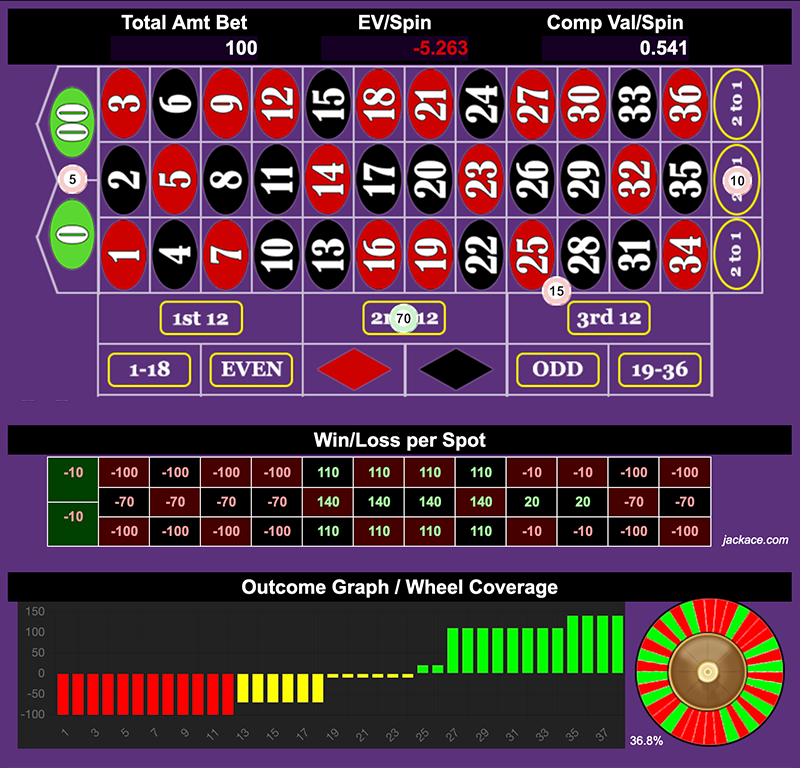 Total Amt Bet EV/Spin Comp Val/Spin
100 -5.263 0.541
00 3 6 9 12 15 18 21 24 27 30 33 36 2 to 1
5 2 5 8 11 14 17 20 23 26 29 32 35 10
0 1 4 7 10 13 16 19 22 25 28 31 34 2 to 1
15
1st 12 2nd 12 70 3rd 12
1-18 EVEN ODD 19-36
Win/Loss per Spot
-10 -100 -100 -100 -100 110 110 110 110 -10 -10 -100 -100
-70 -70 -70 -70 140 140 140 140 20 20 -70 -70
-10 -100 -100 -100 -100 110 110 110 110 -10 -10 -100 -100
jackace.com
Outcome Graph / Wheel Coverage
150
100
50
0
-50
-100
1 3 5 7 9 11 13 15 17 19 21 23 25 27 29 31 33 35 37
36.8%